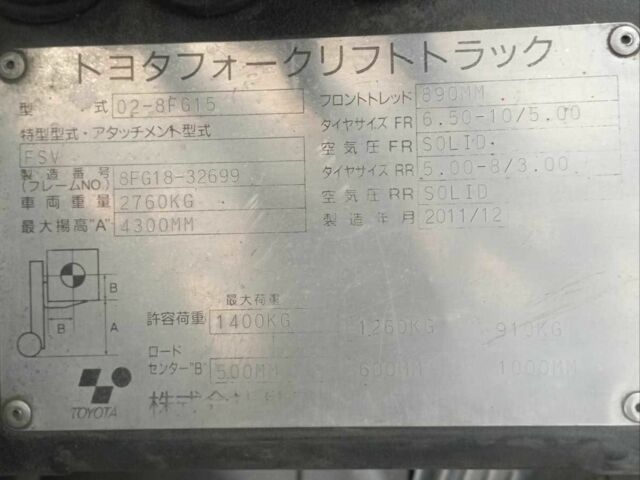 トヨタフォークリフトトラック
型 式 02-8FG15
特型型式・アタッチメント型式
FSV
製造番号
(フレームNO) 8FG18-32699
車両重量 2760KG
最大揚高"A" 4300MM
フロントトレッド 890MM
タイヤサイズ FR 6.50-10/5.00
空気圧 FR SOLID
タイヤサイズ RR 5.00-8/3.00
空気圧 RR SOLID
製造年月 2011/12
B
B
A
最大荷重
許容荷重 1400KG 1260KG 910KG
ロード
センター"B" 500MM 600MM 1000MM
TOYOTA 株式会社